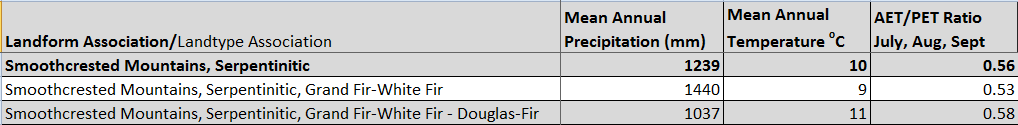 Landform Association/Landtype Association Mean Annual Precipitation (mm) Mean Annual Temperature ⁰C AET/PET Ratio July, Aug, Sept
Smoothcrested Mountains, Serpentinitic 1239 10 0.56
Smoothcrested Mountains, Serpentinitic, Grand Fir-White Fir 1440 9 0.53
Smoothcrested Mountains, Serpentinitic, Grand Fir-White Fir - Douglas-Fir 1037 11 0.58